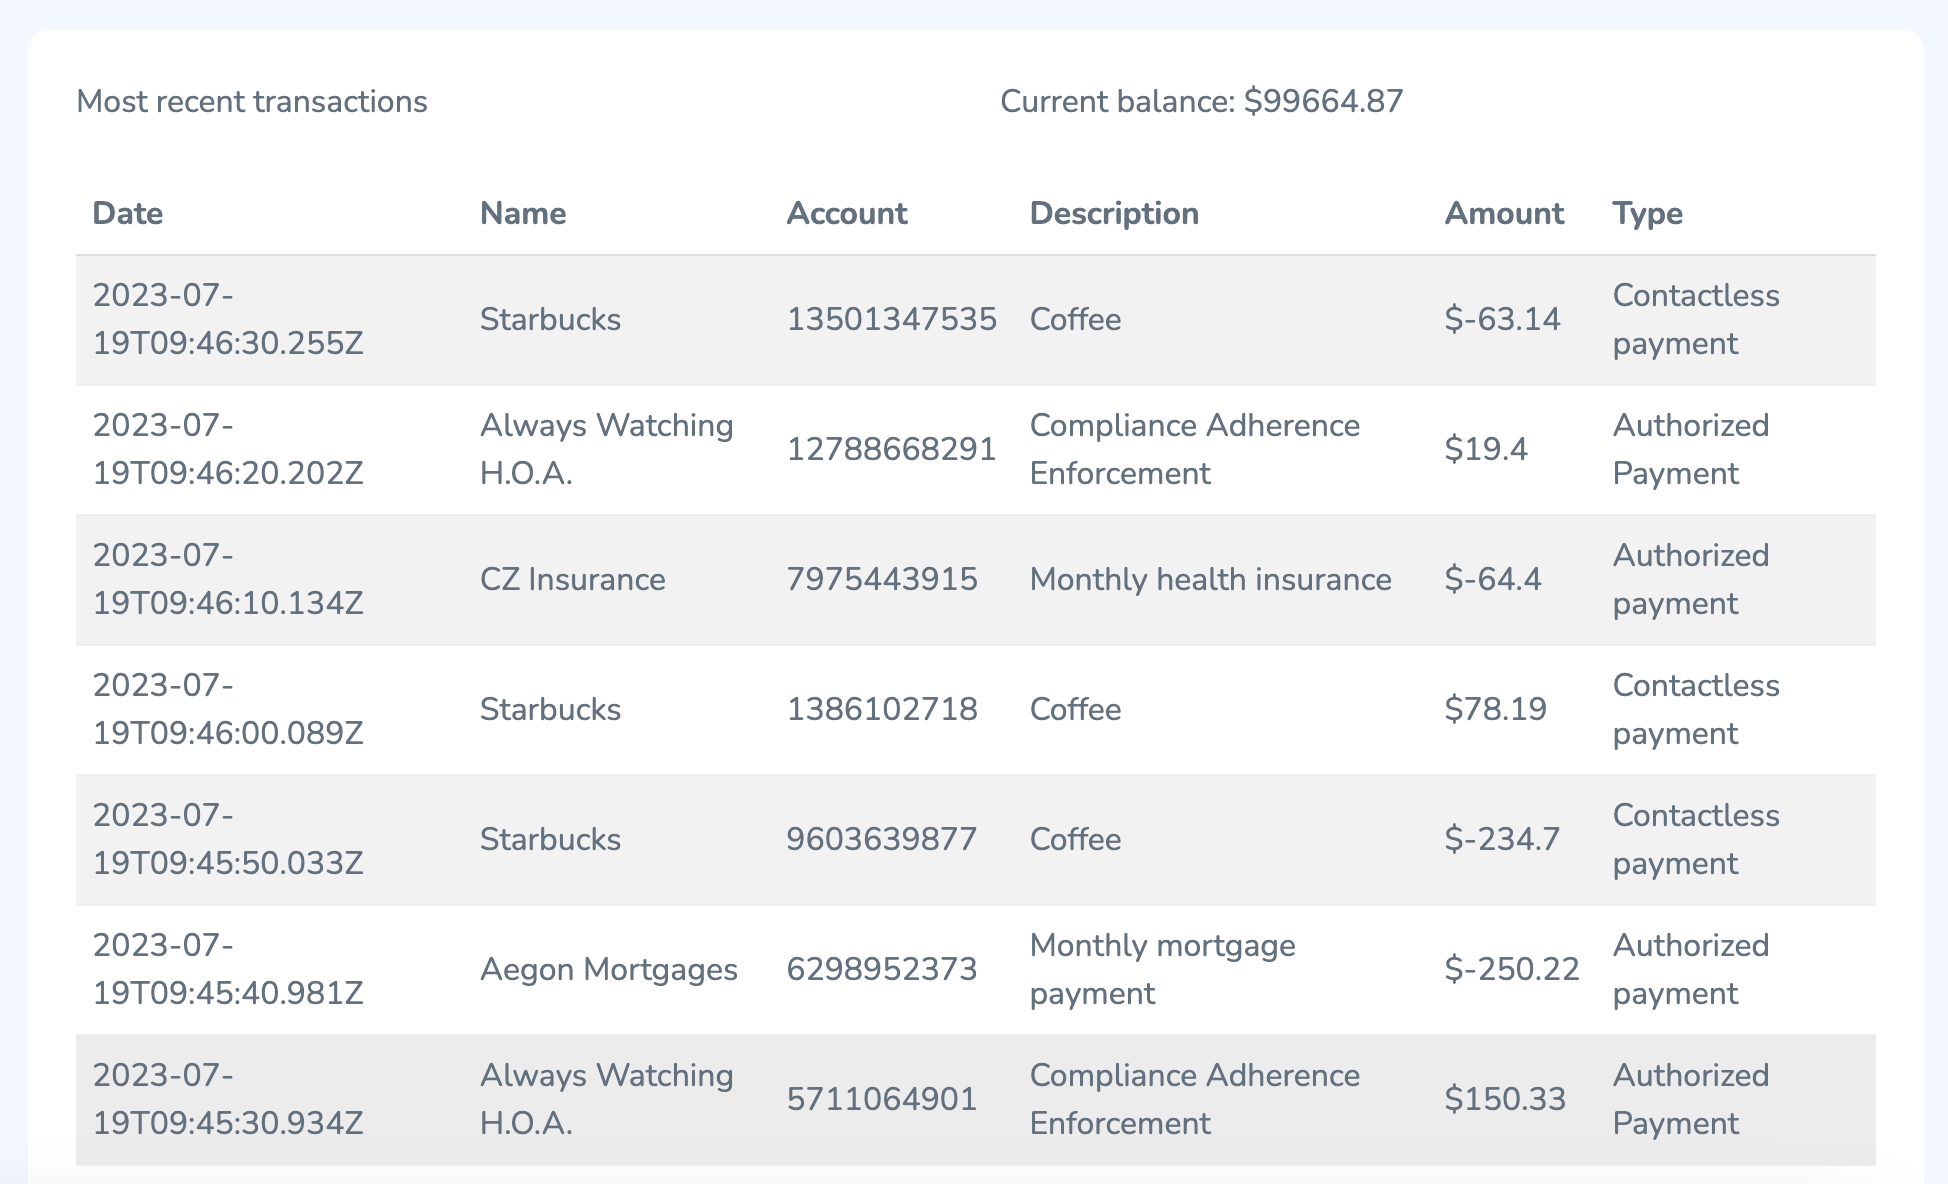 Most recent transactions
Current balance: $99664.87
Date Name Account Description Amount Type
2023-07-
19T09:46:30.255Z
Starbucks
13501347535
Coffee
$-63.14
Contactless
payment
2023-07-
19T09:46:20.202Z
Always Watching
H.O.A.
12788668291
Compliance Adherence
Enforcement
$19.4
Authorized
Payment
2023-07-
19T09:46:10.134Z
CZ Insurance
7975443915
Monthly health insurance
$-64.4
Authorized
payment
2023-07-
19T09:46:00.089Z
Starbucks
1386102718
Coffee
$78.19
Contactless
payment
2023-07-
19T09:45:50.033Z
Starbucks
9603639877
Coffee
$-234.7
Contactless
payment
2023-07-
19T09:45:40.981Z
Aegon Mortgages
6298952373
Monthly mortgage
payment
$-250.22
Authorized
payment
2023-07-
19T09:45:30.934Z
Always Watching
H.O.A.
5711064901
Compliance Adherence
Enforcement
$150.33
Authorized
Payment